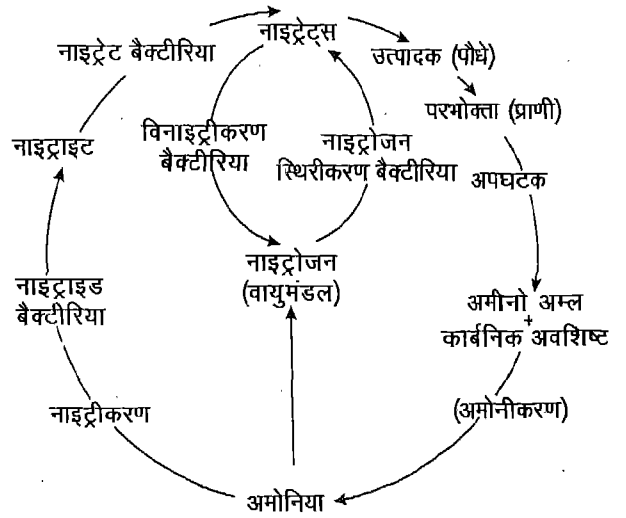 नाइट्रेट्स
नाइट्रेट बैक्टीरिया
उत्पादक (पौधे)
परभोक्ता (प्राणी)
विनाइट्रीकरण
बैक्टीरिया
नाइट्रोजन
स्थिरीकरण बैक्टीरिया
नाइट्राइट
अपघटक
नाइट्रोजन
(वायुमंडल)
नाइट्राइड
बैक्टीरिया
अमीनो अम्ल
+
कार्बनिक अवशिष्ट
नाइट्रीकरण
(अमोनीकरण)
अमोनिया